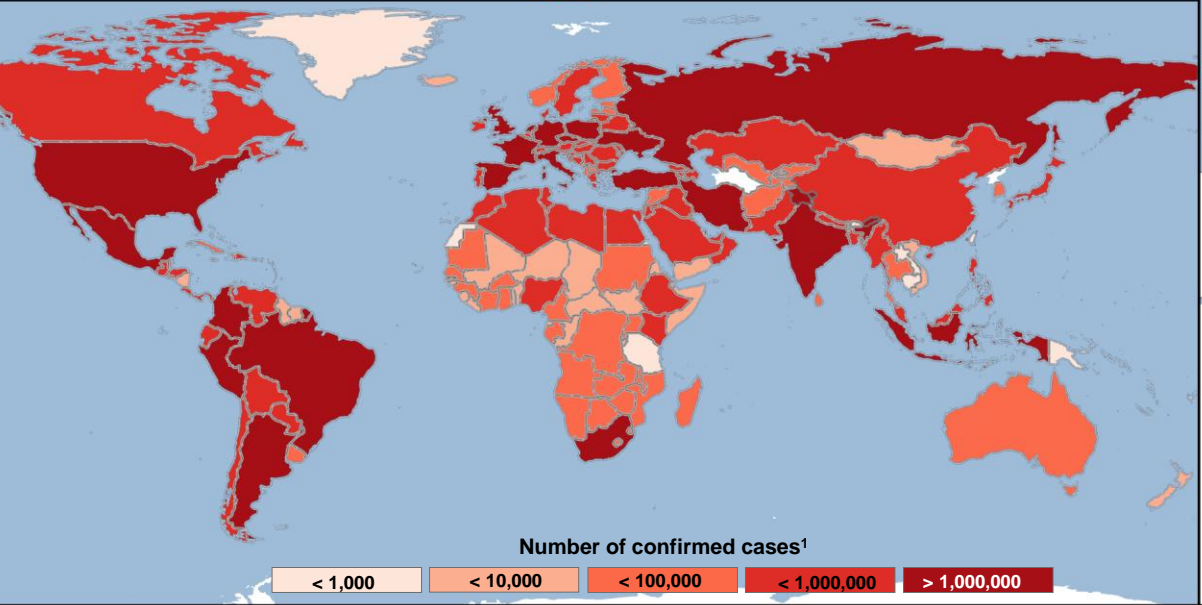 Number of confirmed cases¹
< 1,000 < 10,000 < 100,000 < 1,000,000 > 1,000,000